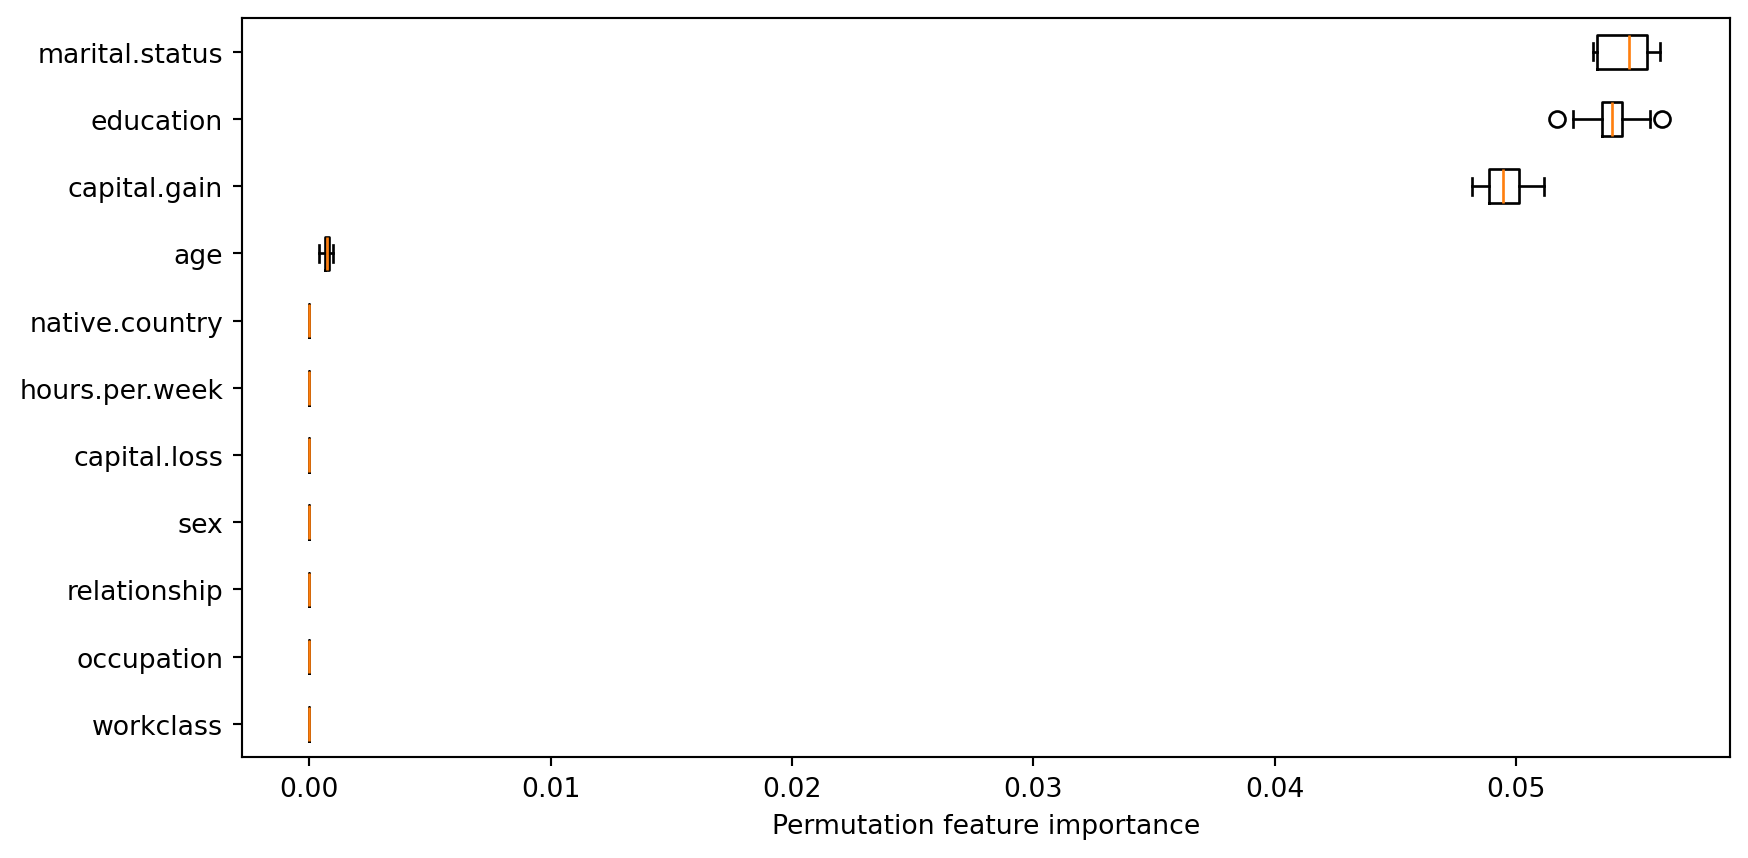 marital.status
education
capital.gain
age
native.country
hours.per.week
capital.loss
sex
relationship
occupation
workclass
0.00 0.01 0.02 0.03 0.04 0.05
Permutation feature importance